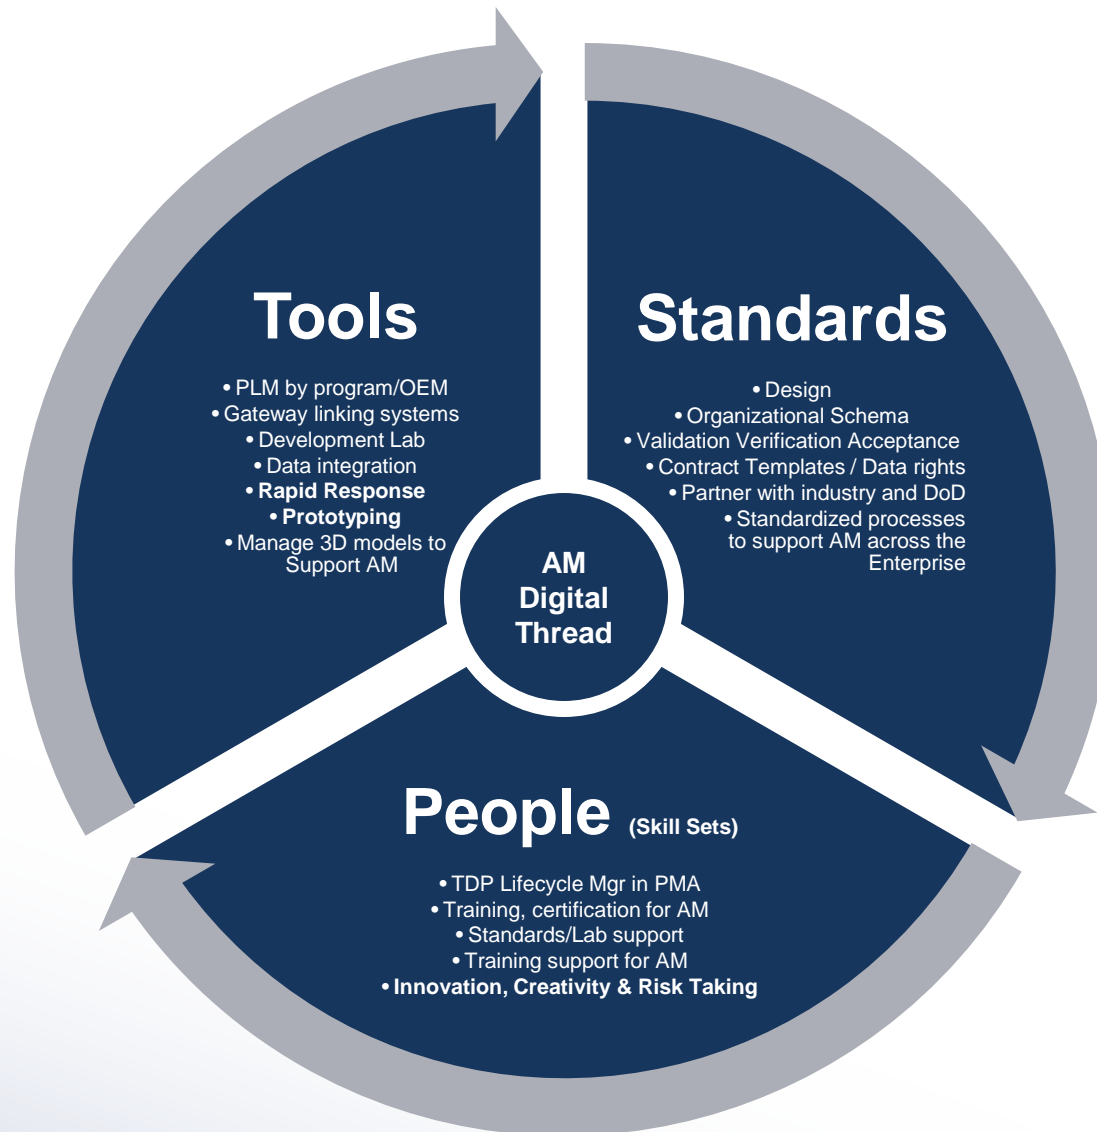 Tools
• PLM by program/OEM
• Gateway linking systems
• Development Lab
• Data integration
• Rapid Response
• Prototyping
• Manage 3D models to
Support AM
Standards
• Design
• Organizational Schema
• Validation Verification Acceptance
• Contract Templates / Data rights
• Partner with industry and DoD
• Standardized processes
to support AM across the
Enterprise
AM
Digital
Thread
People (Skill Sets)
• TDP Lifecycle Mgr in PMA
• Training, certification for AM
• Standards/Lab support
• Training support for AM
• Innovation, Creativity & Risk Taking